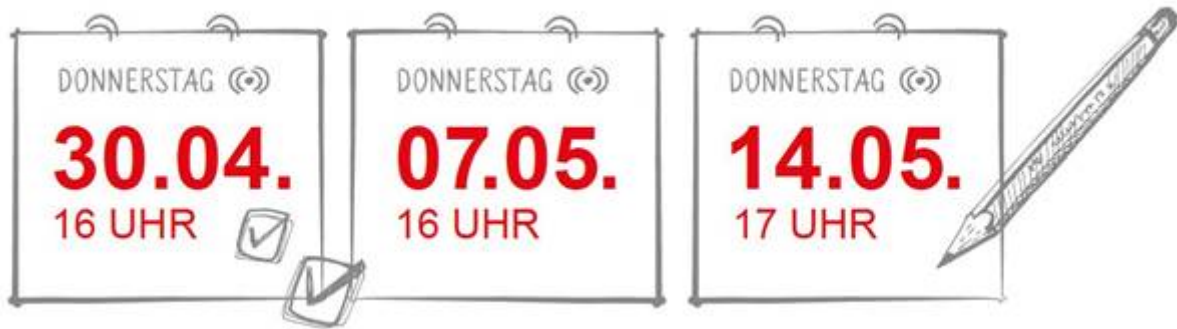 DONNERSTAG
30.04.
16 UHR
DONNERSTAG
07.05.
16 UHR
DONNERSTAG
14.05.
17 UHR